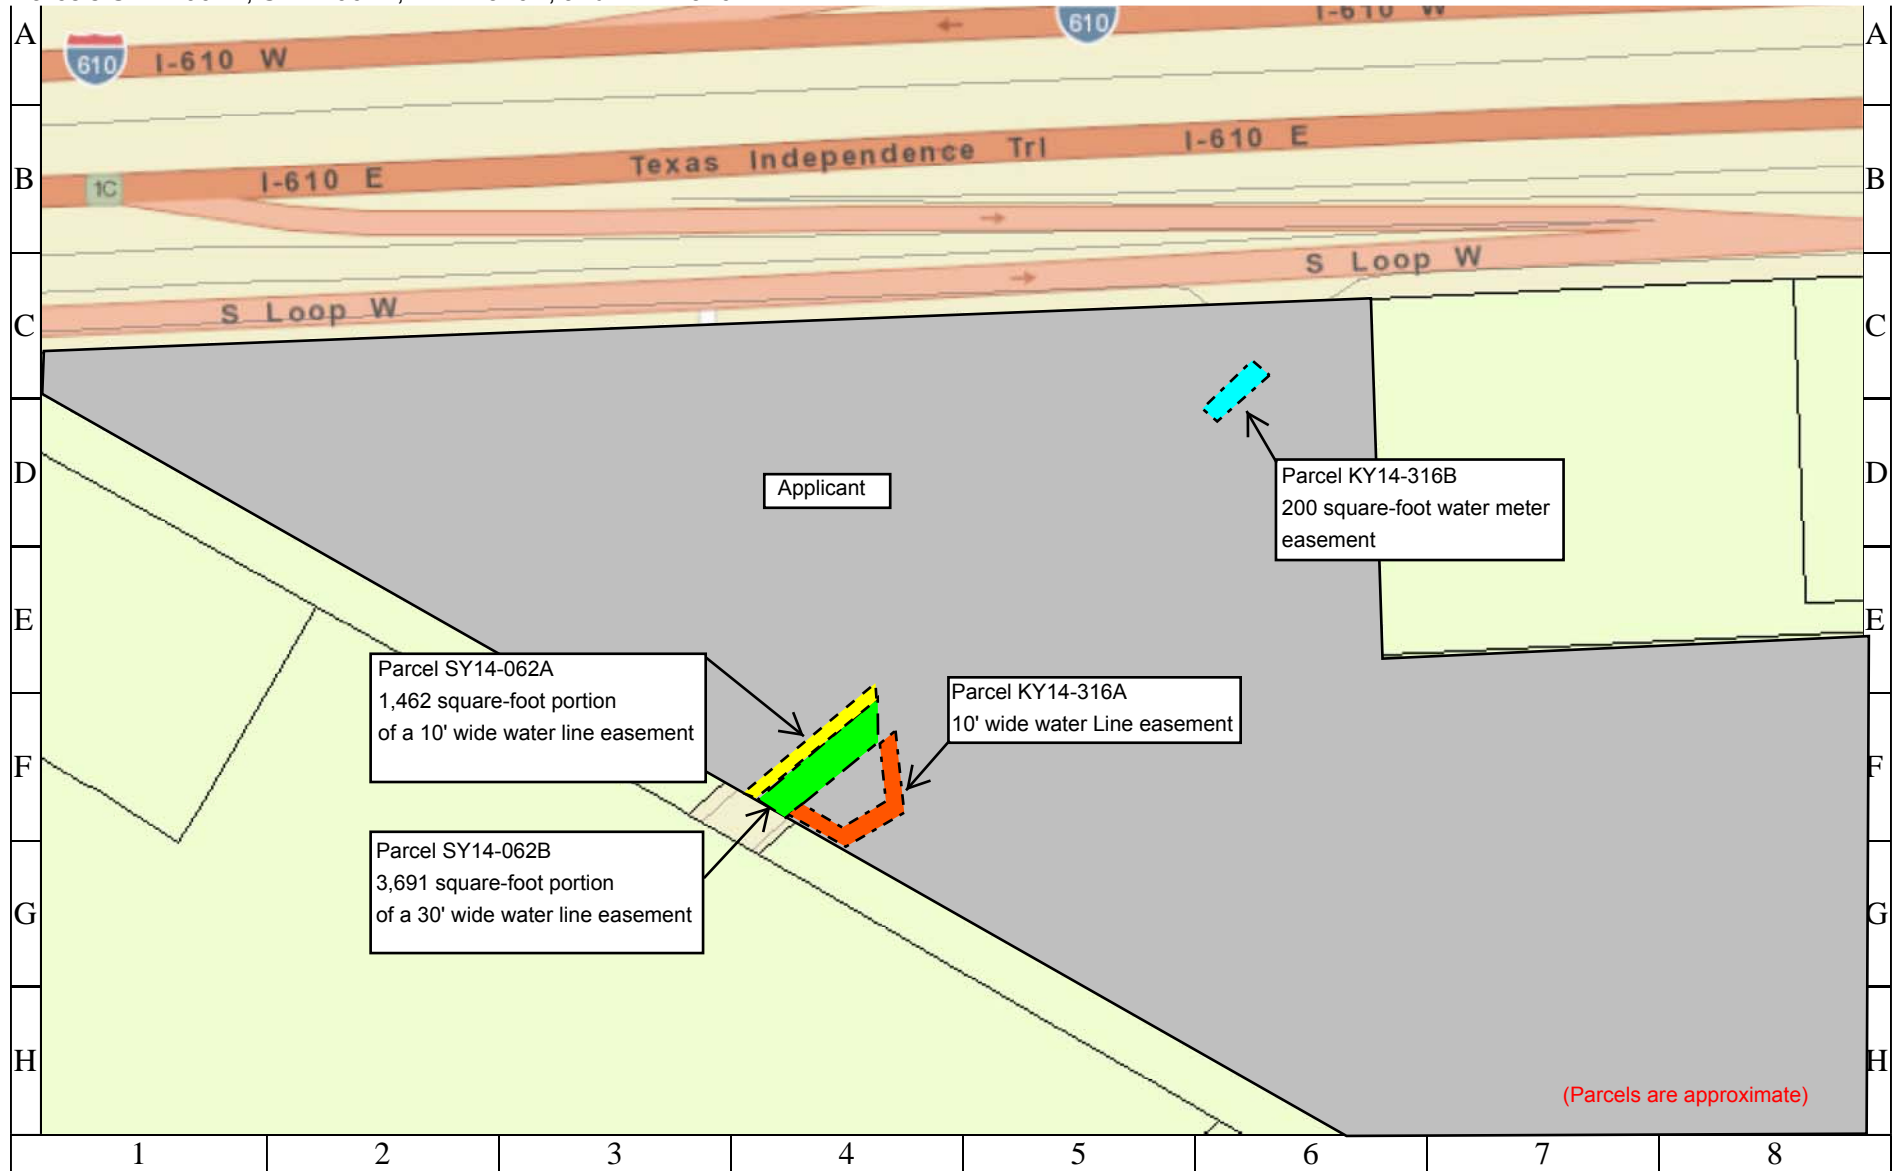 A
610
I-610 W
610
I-610 W
A
B
1C
I-610 E
Texas Independence Trl
I-610 E
B
C
S Loop W
S Loop W
C
D
Applicant
Parcel KY14-316B
200 square-foot water meter
easement
D
E
E
Parcel SY14-062A
1,462 square-foot portion
of a 10' wide water line easement
Parcel KY14-316A
10' wide water Line easement
F
F
Parcel SY14-062B
3,691 square-foot portion
of a 30' wide water line easement
G
G
H
(Parcels are approximate)
H
1 2 3 4 5 6 7 8